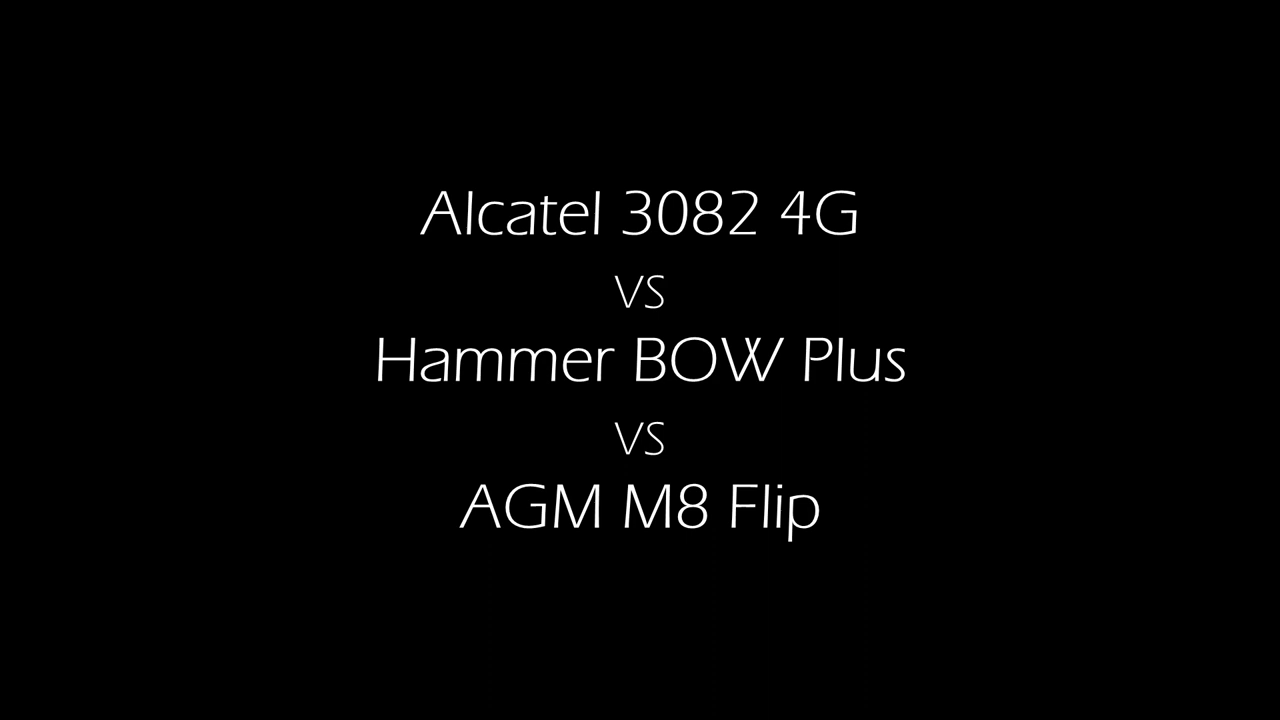 Alcatel 3082 4G
vs
Hammer BOW Plus
vs
AGM M8 Flip